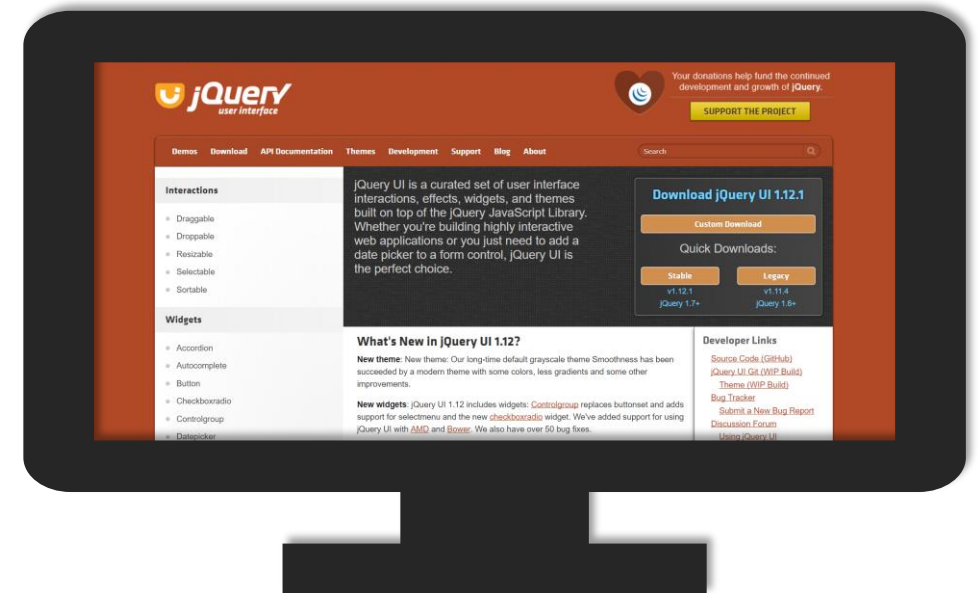 jQuery
user interface
Your donations help fund the continued
development and growth of jQuery.
SUPPORT THE PROJECT
Demos Download API Documentation Themes Development Support Blog About
Search
Interactions
Draggable
Droppable
Resizable
Selectable
Sortable
Widgets
Accordion
Autocomplete
Button
Checkboxradio
Controlgroup
Datepicker
jQuery UI is a curated set of user interface
interactions, effects, widgets, and themes
built on top of the jQuery JavaScript Library.
Whether you're building highly interactive
web applications or you just need to add a
date picker to a form control, jQuery UI is
the perfect choice.
Download jQuery UI 1.12.1
Custom Download
Quick Downloads:
Stable Legacy
v1.12.1 v1.11.4
jQuery 1.7+ jQuery 1.6+
What's New in jQuery UI 1.12?
New theme: New theme: Our long-time default grayscale theme Smoothness has been
succeeded by a modern theme with some colors, less gradients and some other
improvements.
New widgets: jQuery UI 1.12 includes widgets: Controlgroup replaces buttonset and adds
support for selectmenu and the new checkboxradio widget. We've added support for using
jQuery UI with AMD and Bower. We also have over 50 bug fixes.
Developer Links
Source Code (GitHub)
jQuery UI Git (WIP Build)
Theme (WIP Build)
Bug Tracker
Submit a New Bug Report
Discussion Forum
Using jQuery UI